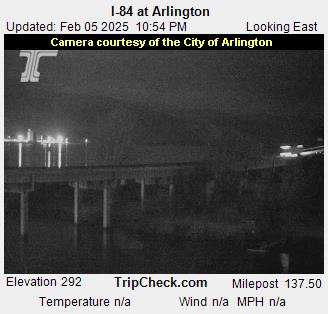 I-84 at Arlington
Updated: Feb 05 2025 10:54 PM Looking East
Camera courtesy of the City of Arlington
Elevation 292 TripCheck.com Milepost 137.50
Temperature n/a Wind n/a MPH n/a